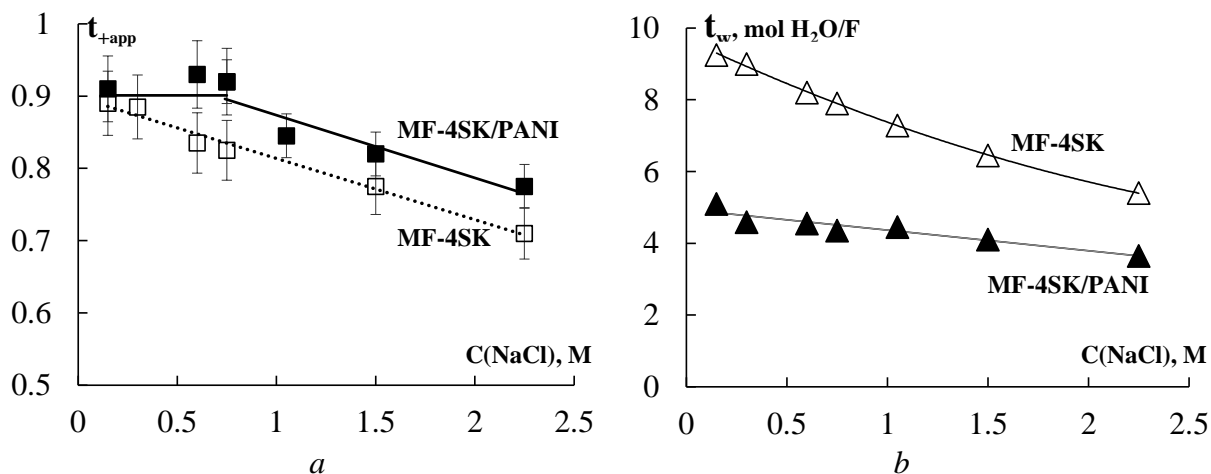 t+app
1
0.9
0.8
0.7
0.6
0.5
MF-4SK/PANI
MF-4SK
C(NaCl), M
0
0.5
1
1.5
2
2.5
a
tw, mol H2O/F
10
8
6
4
2
0
MF-4SK
MF-4SK/PANI
C(NaCl), M
0
0.5
1
1.5
2
2.5
b